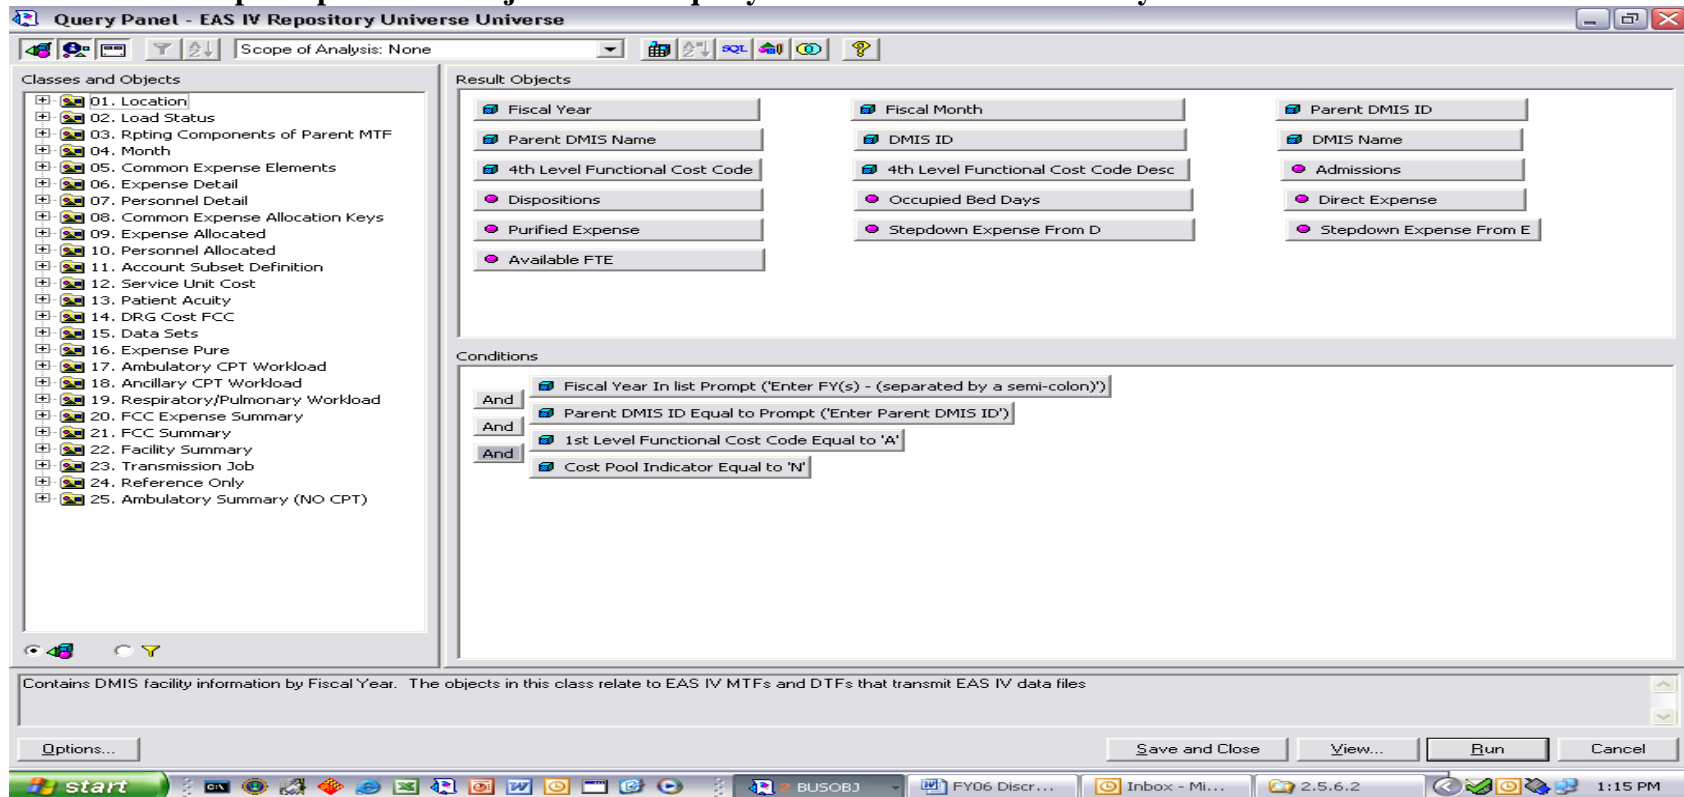 Query Panel - EAS IV Repository Universe Universe
Scope of Analysis: None
SQL
Classes and Objects
01. Location
02. Load Status
03. Rpting Components of Parent MTF
04. Month
05. Common Expense Elements
06. Expense Detail
07. Personnel Detail
08. Common Expense Allocation Keys
09. Expense Allocated
10. Personnel Allocated
11. Account Subset Definition
12. Service Unit Cost
13. Patient Acuity
14. DRG Cost FCC
15. Data Sets
16. Expense Pure
17. Ambulatory CPT Workload
18. Ancillary CPT Workload
19. Respiratory/Pulmonary Workload
20. FCC Expense Summary
21. FCC Summary
22. Facility Summary
23. Transmission Job
24. Reference Only
25. Ambulatory Summary (NO CPT)
Result Objects
Fiscal Year Fiscal Month Parent DMIS ID
Parent DMIS Name DMIS ID DMIS Name
4th Level Functional Cost Code 4th Level Functional Cost Code Desc Admissions
Dispositions Occupied Bed Days Direct Expense
Purified Expense Stepdown Expense From D Stepdown Expense From E
Available FTE
Conditions
And
And
And
Fiscal Year In list Prompt ('Enter FY(s) - (separated by a semi-colon)')
Parent DMIS ID Equal to Prompt ('Enter Parent DMIS ID')
1st Level Functional Cost Code Equal to 'A'
Cost Pool Indicator Equal to 'N'
Contains DMIS facility information by Fiscal Year. The objects in this class relate to EAS IV MTFs and DTFs that transmit EAS IV data files
Options... Save and Close View... Run Cancel
start 2 BUSOBJ FY06 Discr... Inbox - Mi... 2.5.6.2 1:15 PM